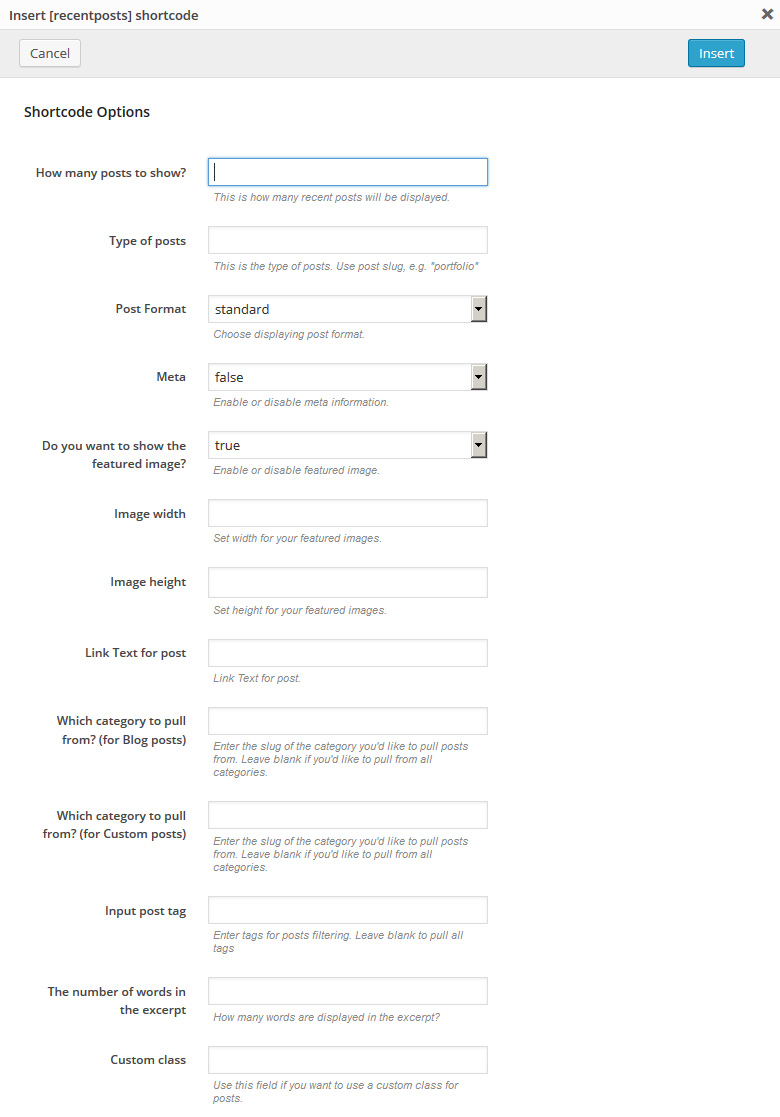 Insert [recentposts] shortcode
Cancel
Insert
Shortcode Options
How many posts to show?
This is how many recent posts will be displayed.
Type of posts
This is the type of posts. Use post slug, e.g. "portfolio"
Post Format
standard
Choose displaying post format.
Meta
false
Enable or disable meta information.
Do you want to show the
featured image?
true
Enable or disable featured image.
Image width
Set width for your featured images.
Image height
Set height for your featured images.
Link Text for post
Link Text for post.
Which category to pull
from? (for Blog posts)
Enter the slug of the category you'd like to pull posts
from. Leave blank if you'd like to pull from all
categories.
Which category to pull
from? (for Custom posts)
Enter the slug of the category you'd like to pull posts
from. Leave blank if you'd like to pull from all
categories.
Input post tag
Enter tags for posts filtering. Leave blank to pull all
tags
The number of words in
the excerpt
How many words are displayed in the excerpt?
Custom class
Use this field if you want to use a custom class for
posts.